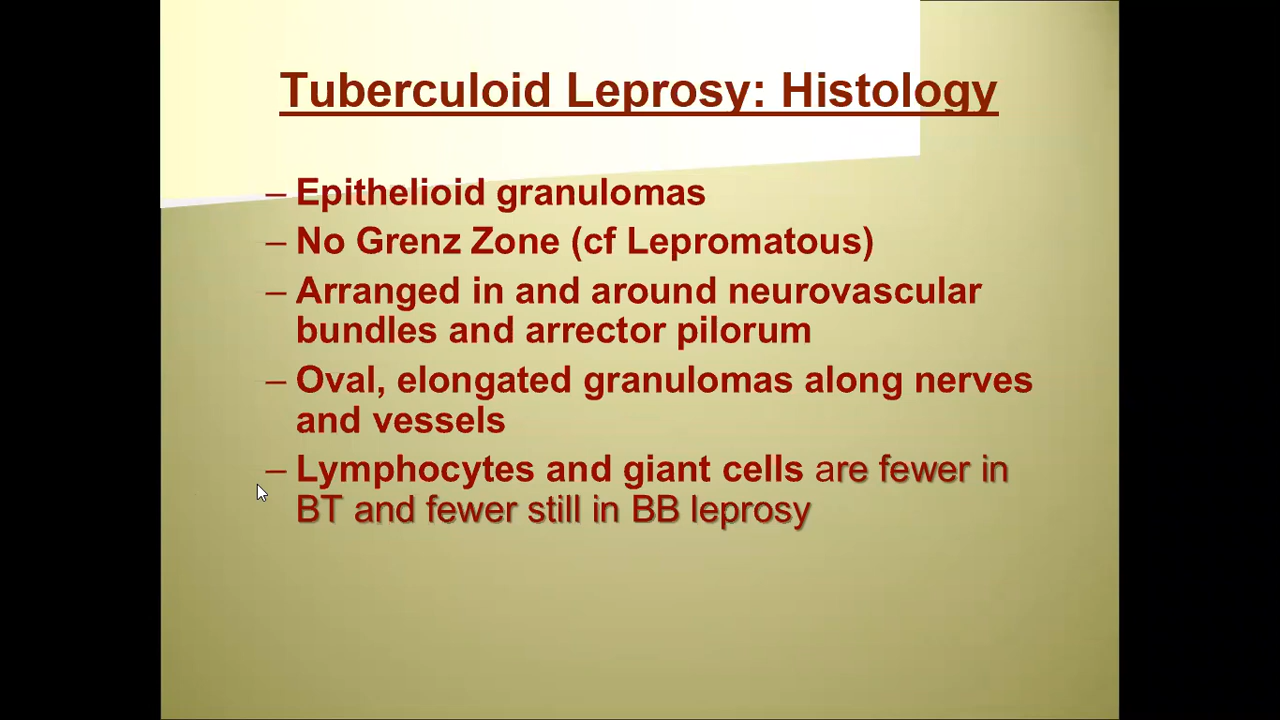 Tuberculoid Leprosy: Histology
– Epithelioid granulomas
– No Grenz Zone (cf Lepromatous)
– Arranged in and around neurovascular
bundles and arrector pilorum
– Oval, elongated granulomas along nerves
and vessels
– Lymphocytes and giant cells are fewer in
BT and fewer still in BB leprosy